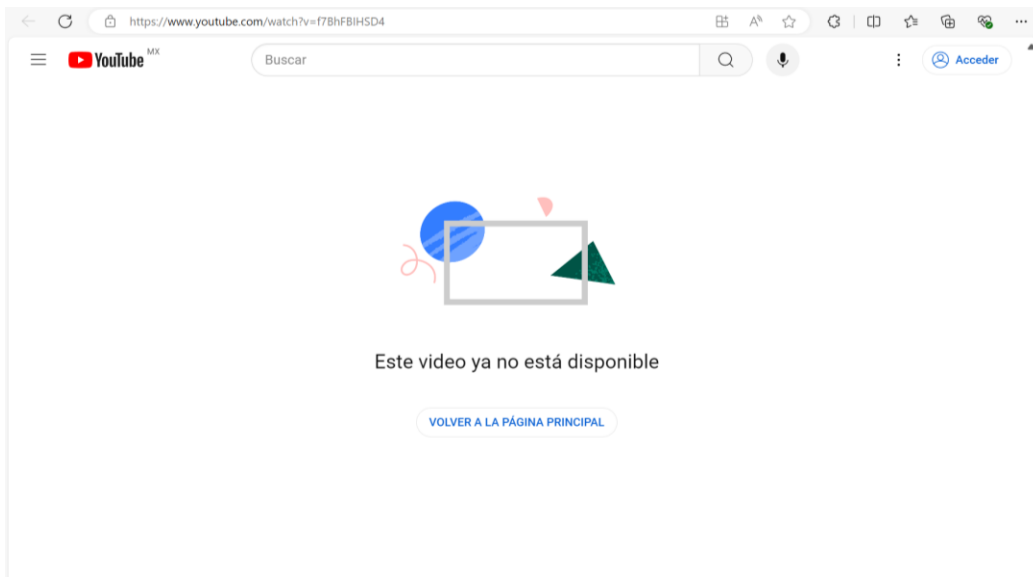 https://www.youtube.com/watch?v=f7BhFBIHSD4
YouTube MX
Buscar
Acceder
Este video ya no está disponible
VOLVER A LA PÁGINA PRINCIPAL